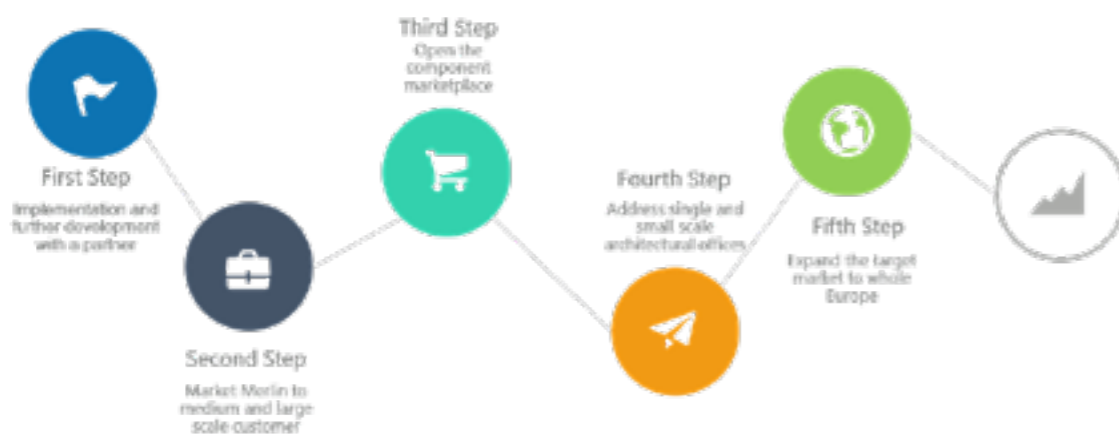 First Step
Implementation and
further development
with a partner
Second Step
Market Merlin to
medium and large
scale customer
Third Step
Open the
component
marketplace
Fourth Step
Address single and
small scale
architectural offices
Fifth Step
Expand the target
market to whole
Europe